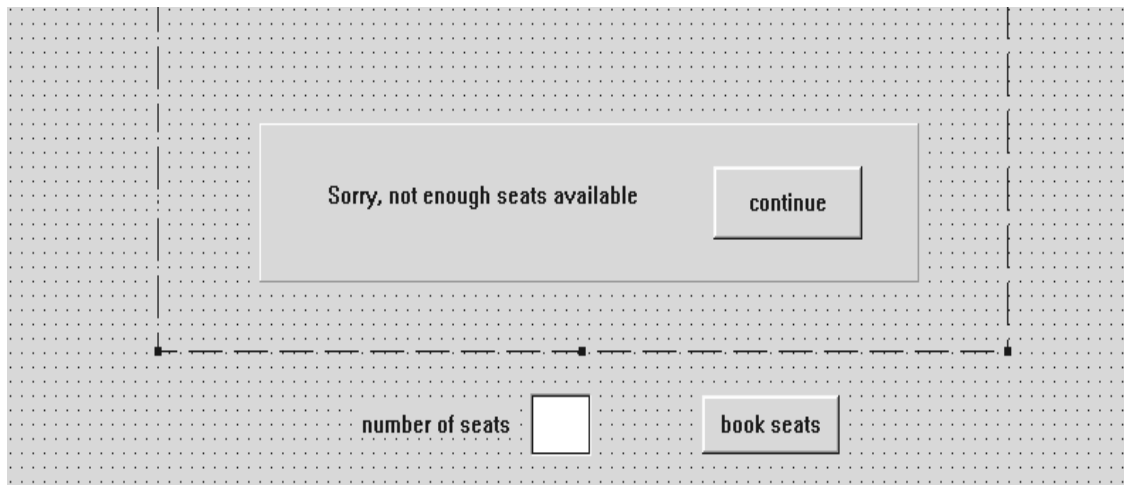 Sorry, not enough seats available
continue
number of seats
book seats